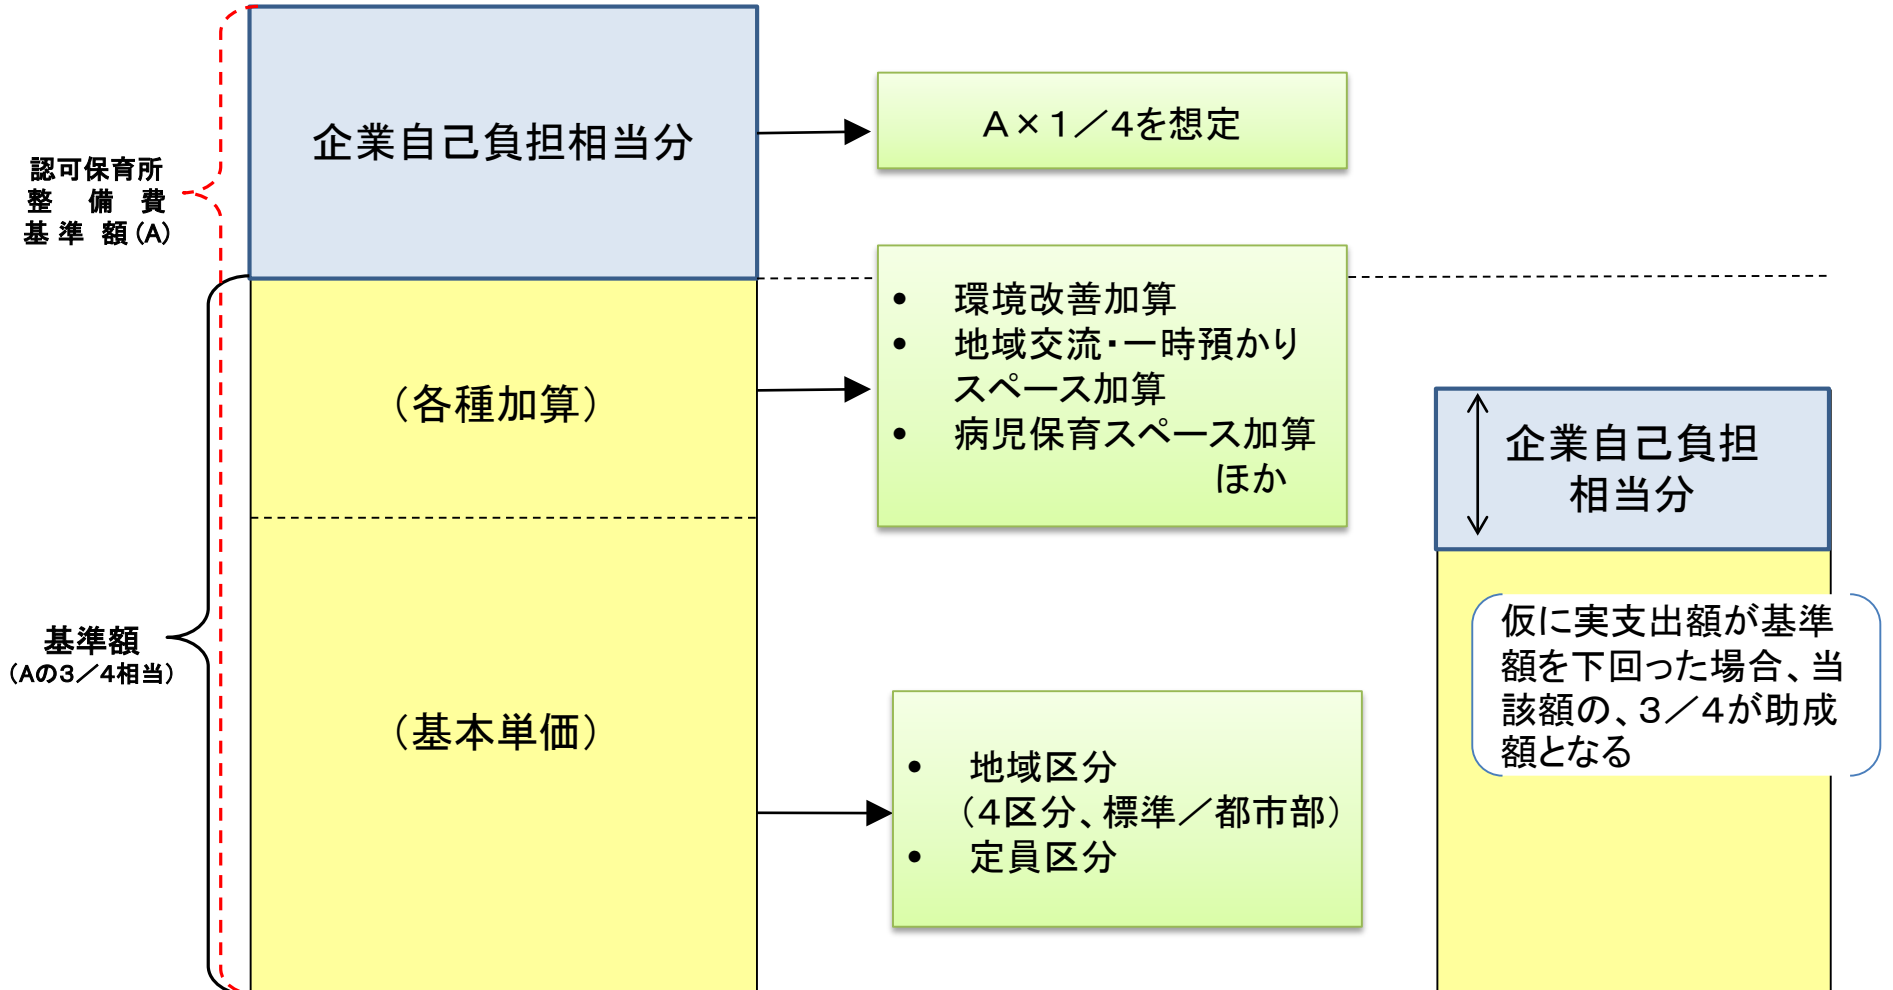 認可保育所
整　備　費
基 準 額(A)
企業自己負担相当分
A×1／4を想定
基準額
(Aの3／4相当)
（各種加算）
• 環境改善加算
• 地域交流・一時預かり
スペース加算
• 病児保育スペース加算
ほか
（基本単価）
• 地域区分
（4区分、標準／都市部）
• 定員区分
企業自己負担
相当分
仮に実支出額が基準
額を下回った場合、当
該額の、3／4が助成
額となる